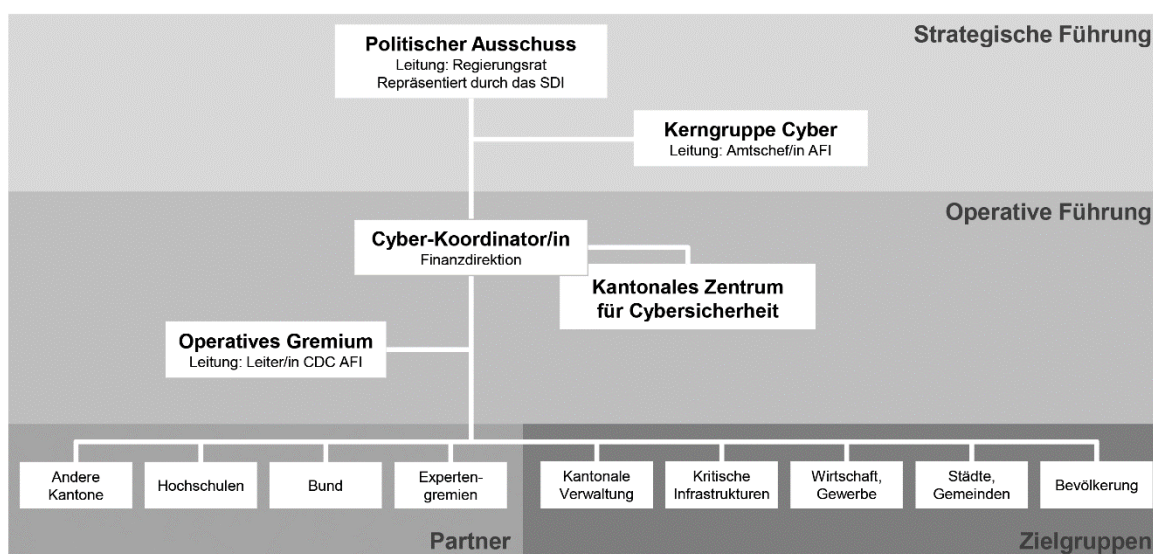 Strategische Führung
Politischer Ausschuss
Leitung: Regierungsrat
Repräsentiert durch das SDI
Kerngruppe Cyber
Leitung: Amtschef/in AFI
Operative Führung
Cyber-Koordinator/in
Finanzdirektion
Kantonales Zentrum
für Cybersicherheit
Operatives Gremium
Leitung: Leiter/in CDC AFI
Andere
Kantone
Hochschulen
Bund
Experten-
gremien
Kantonale
Verwaltung
Kritische
Infrastrukturen
Wirtschaft,
Gewerbe
Städte,
Gemeinden
Bevölkerung
Partner
Zielgruppen